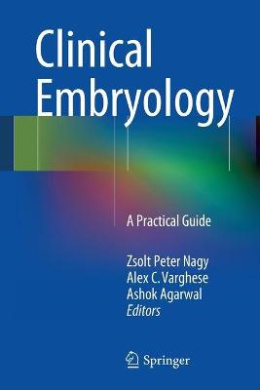 Clinical
Embryology
A Practical Guide
Zsolt Peter Nagy
Alex C. Varghese
Ashok Agarwal
Editors
Springer